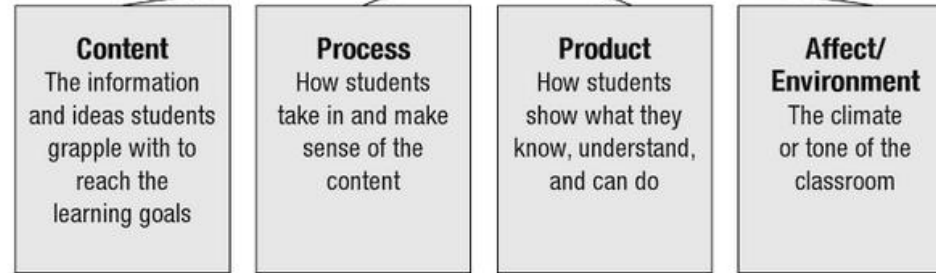 Content
The information
and ideas students
grapple with to
reach the
learning goals
Process
How students
take in and make
sense of the
content
Product
How students
show what they
know, understand,
and can do
Affect/
Environment
The climate
or tone of the
classroom